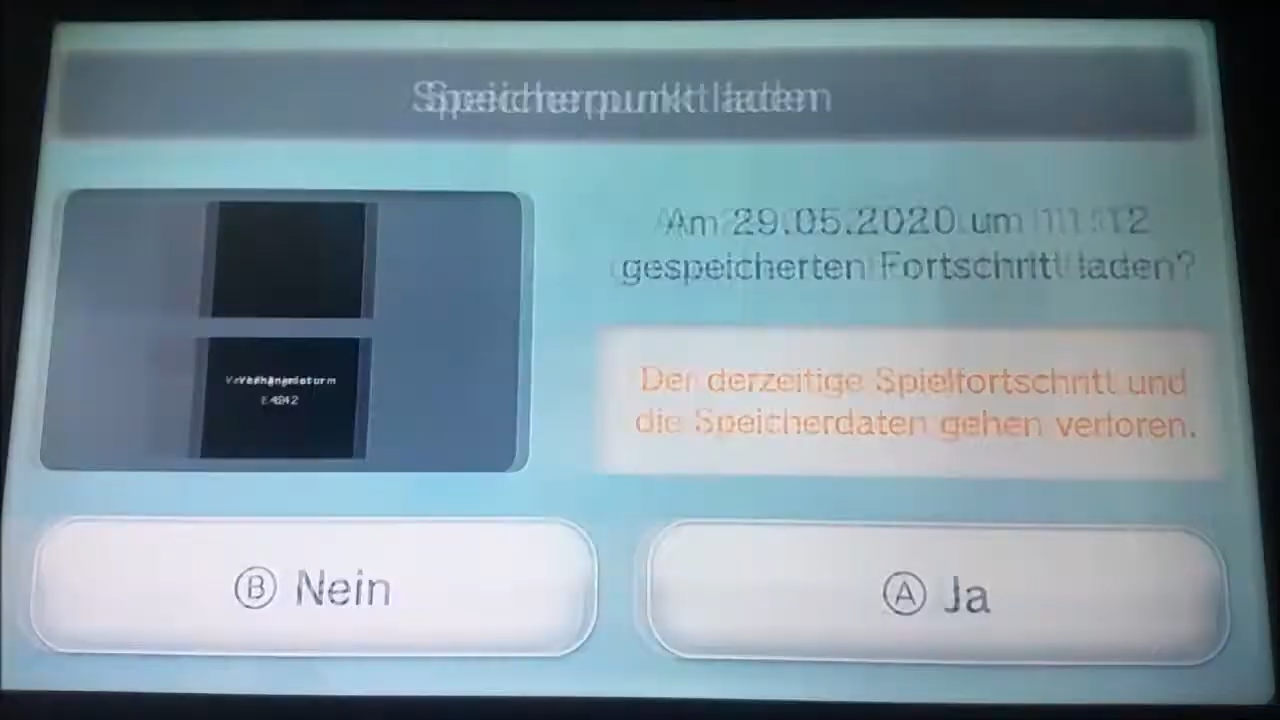 Speicherpunkt laden
Am 29.05.2020 um
gespeicherten Fortschritt laden?
Der derzeitige Spielfortschritt und
die Speicherdaten gehen verloren.
B Nein
A Ja